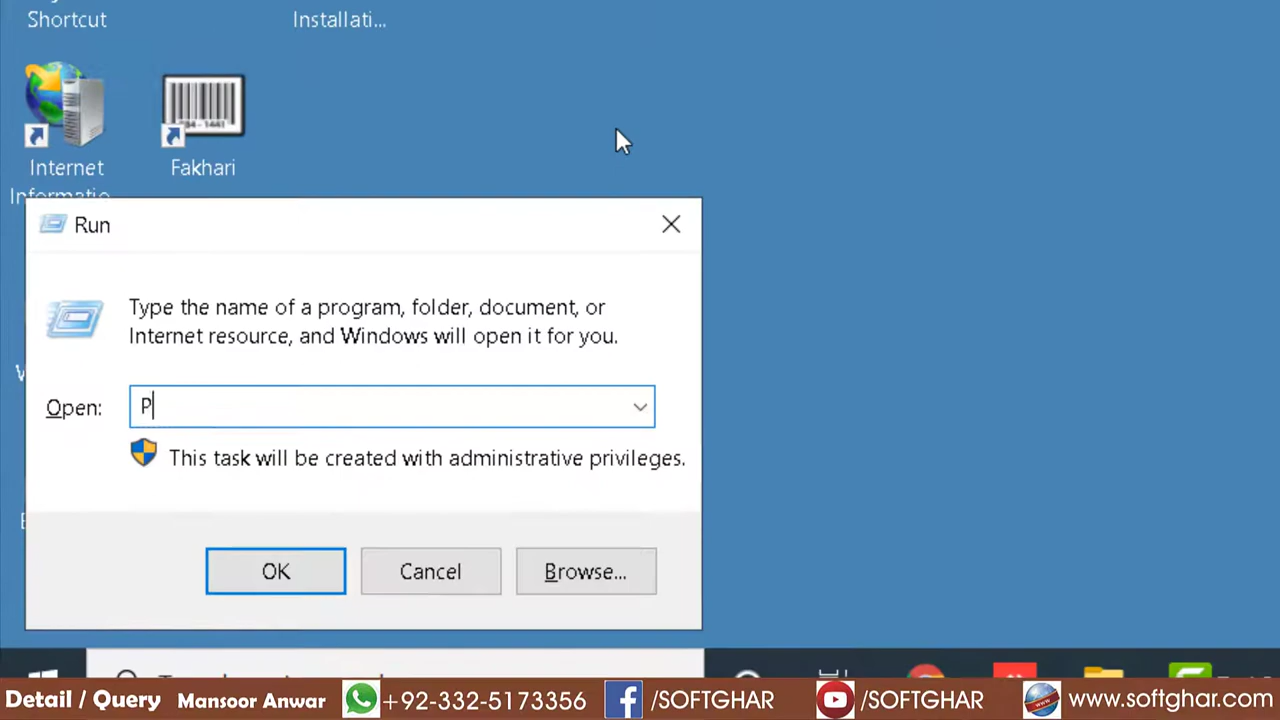 Shortcut
Installati...
Internet
Informatio
Fakhari
Run
Type the name of a program, folder, document, or
Internet resource, and Windows will open it for you.
Open:
P
This task will be created with administrative privileges.
OK
Cancel
Browse...
Detail / Query Mansoor Anwar +92-332-5173356 /SOFTGHAR /SOFTGHAR www.softghar.com